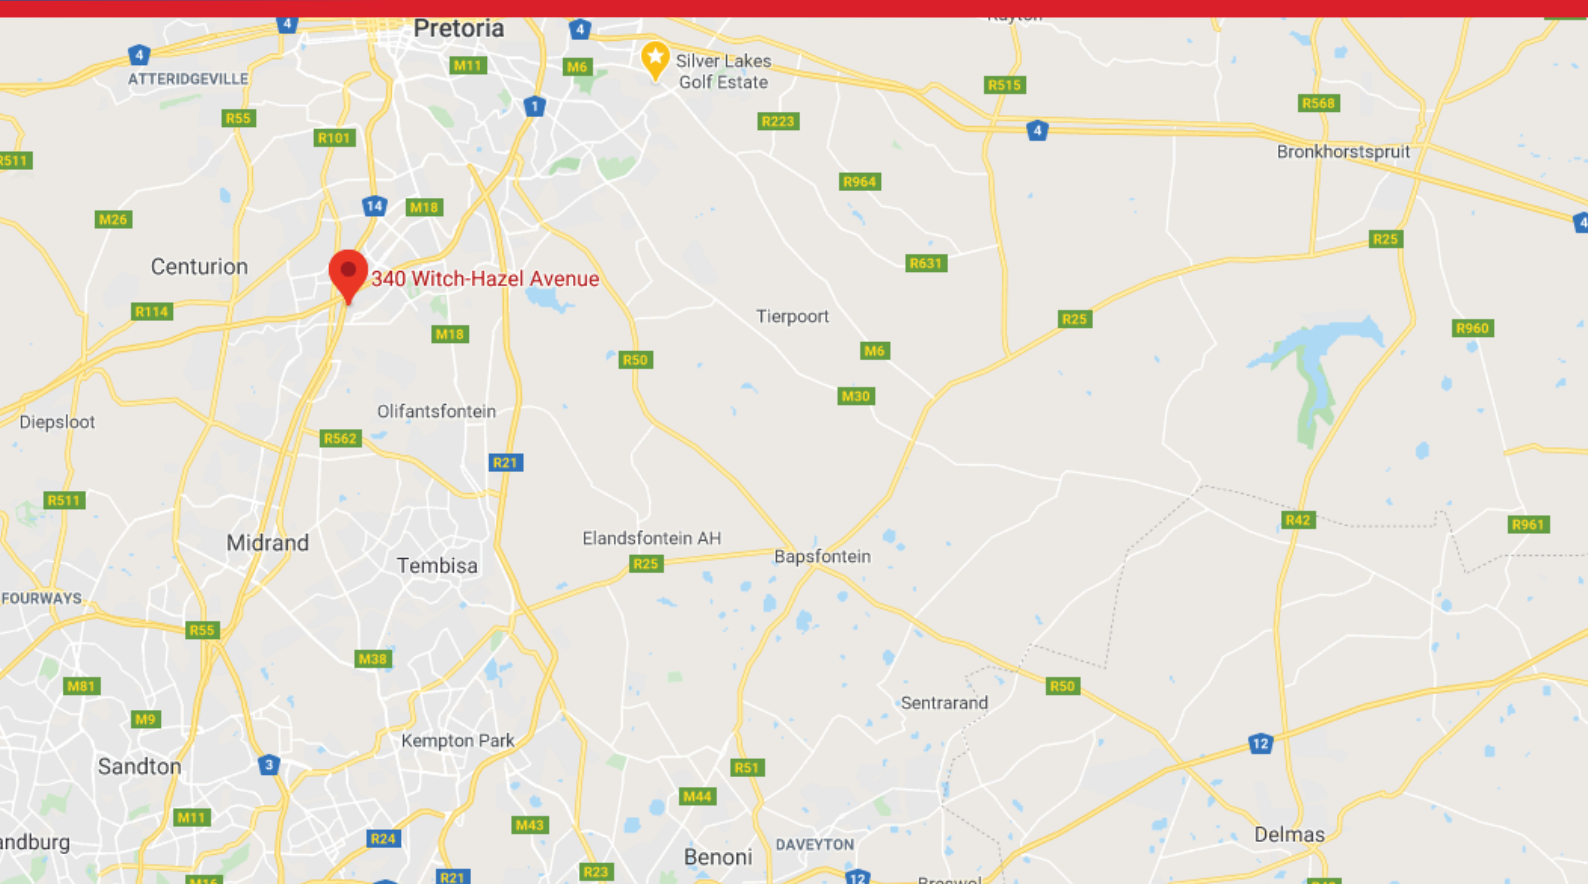 Pretoria
4
4
4
ATTERIDGEVILLE
M11
M6
Silver Lakes
Golf Estate
R515
R568
R55
R101
1
R223
4
Bronkhorstspruit
R511
M26
14
M18
R964
4
R25
Centurion
340 Witch-Hazel Avenue
R631
R114
M18
Tierpoort
R25
R960
R50
M6
M30
Diepsloot
Olifantsfontein
R562
R21
R511
R42
R961
Midrand
Elandsfontein AH
R25
Bapsfontein
Tembisa
FOURWAYS
R55
M38
M81
R50
M9
Sentrarand
Kempton Park
12
Sandton
3
R51
M44
M11
M43
R24
Delmas
andburg
DAVEYTON
Benoni
R21
R23
12